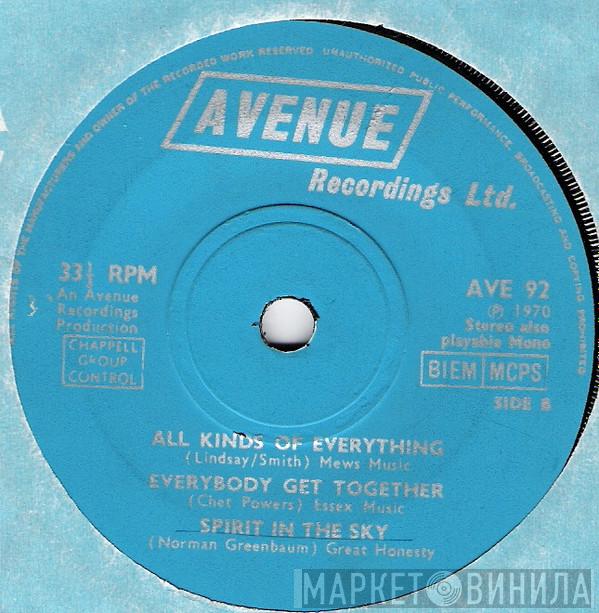 ALL RIGHTS OF THE MANUFACTURERS AND OWNER OF THE RECORDED WORK RESERVED UNAUTHORISED PUBLIC PERFORMANCE, BROADCASTING AND COPYING PROHIBITED
AVENUE
Recordings Ltd.
33⅓ RPM
An Avenue
Recordings
Production
CHAPPELL
GROUP
CONTROL
AVE 92
℗ 1970
Stereo also
playable Mono
BIEM MCPS
SIDE B
ALL KINDS OF EVERYTHING
(Lindsay/Smith) Mews Music
EVERYBODY GET TOGETHER
(Chet Powers) Essex Music
SPIRIT IN THE SKY
(Norman Greenbaum) Great Honesty
МАРКЕТ ВИНИЛА